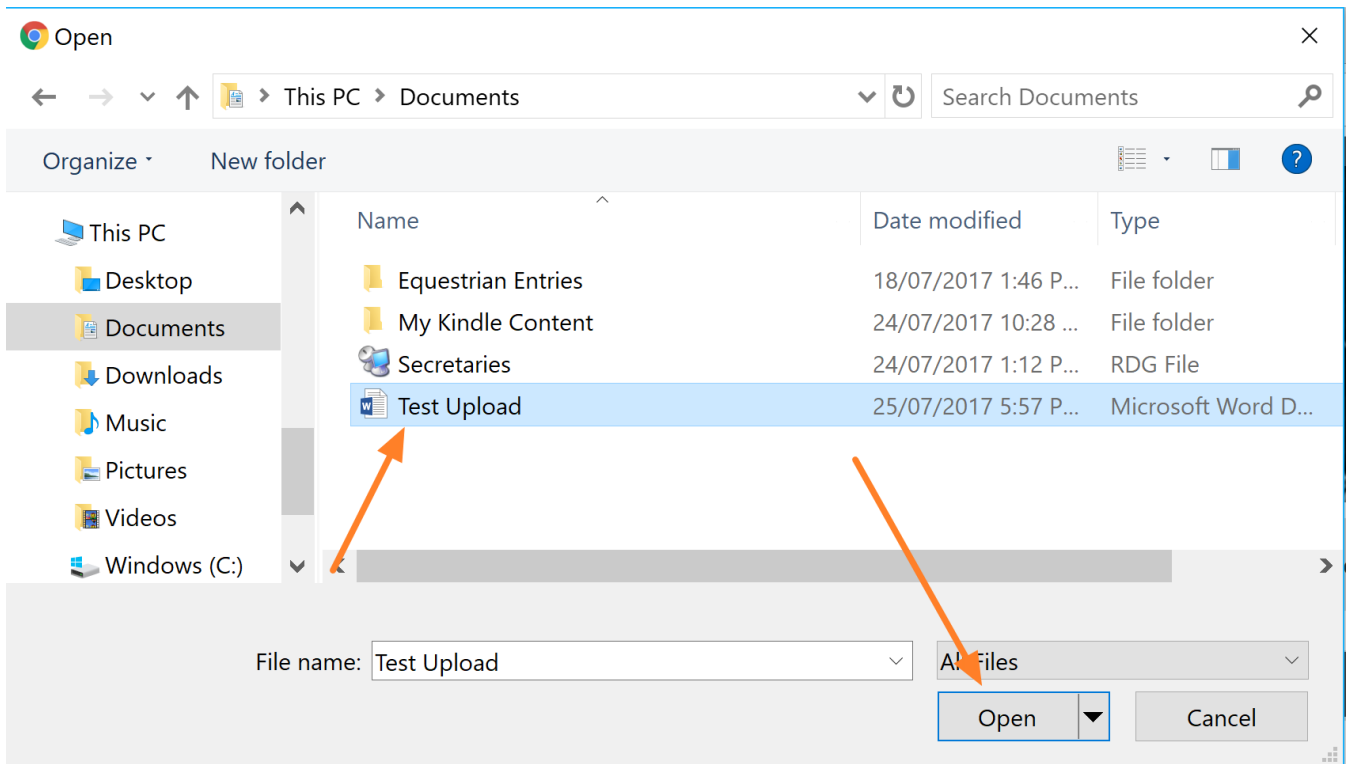 Open
This PC > Documents
Search Documents
Organize
New folder
?
This PC
Desktop
Documents
Downloads
Music
Pictures
Videos
Windows (C:)
Name Date modified Type
Equestrian Entries 18/07/2017 1:46 P... File folder
My Kindle Content 24/07/2017 10:28 ... File folder
Secretaries 24/07/2017 1:12 P... RDG File
Test Upload 25/07/2017 5:57 P... Microsoft Word D...
File name: Test Upload
All Files
Open
Cancel